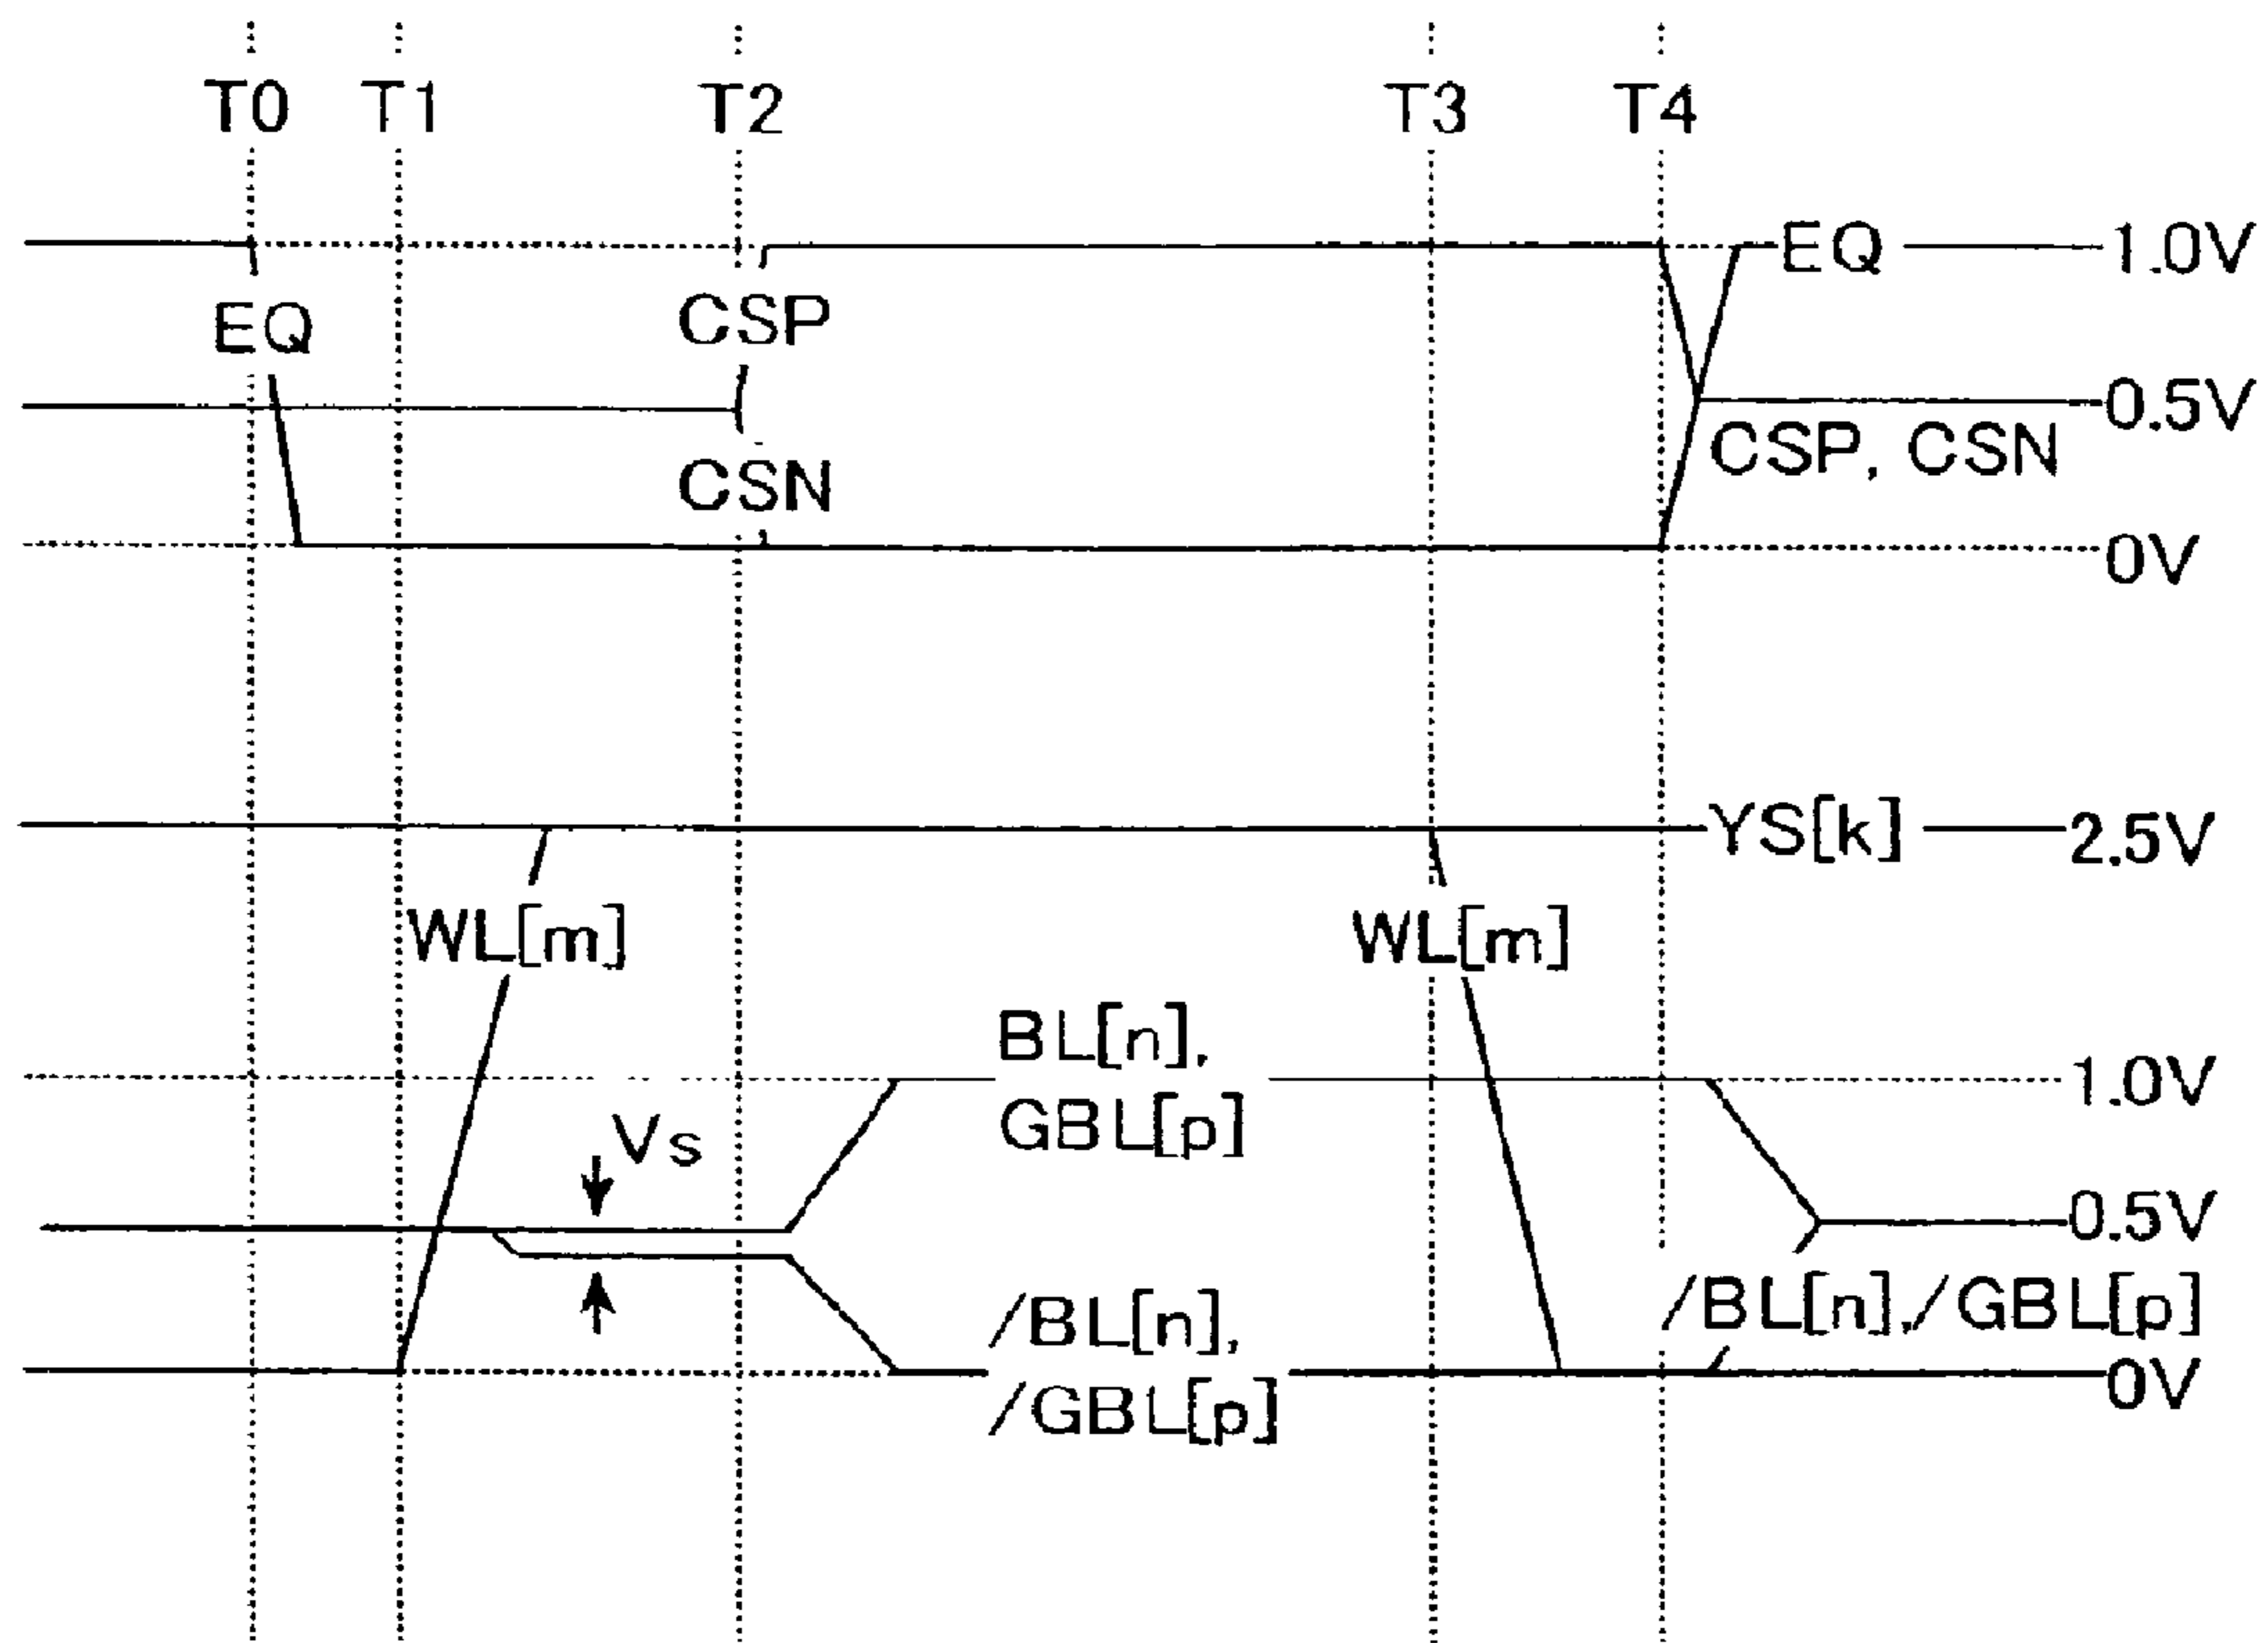 T0 T1 T2 T3 T4
EQ 1.0V
EQ
CSP
0.5V
CSP, CSN
CSN
0V
YS[k] 2.5V
WL[m] WL[m]
BL[n],
GBL[p]
1.0V
Vs
0.5V
/BL[n],
/GBL[p]
/BL[n],/GBL[p]
0V